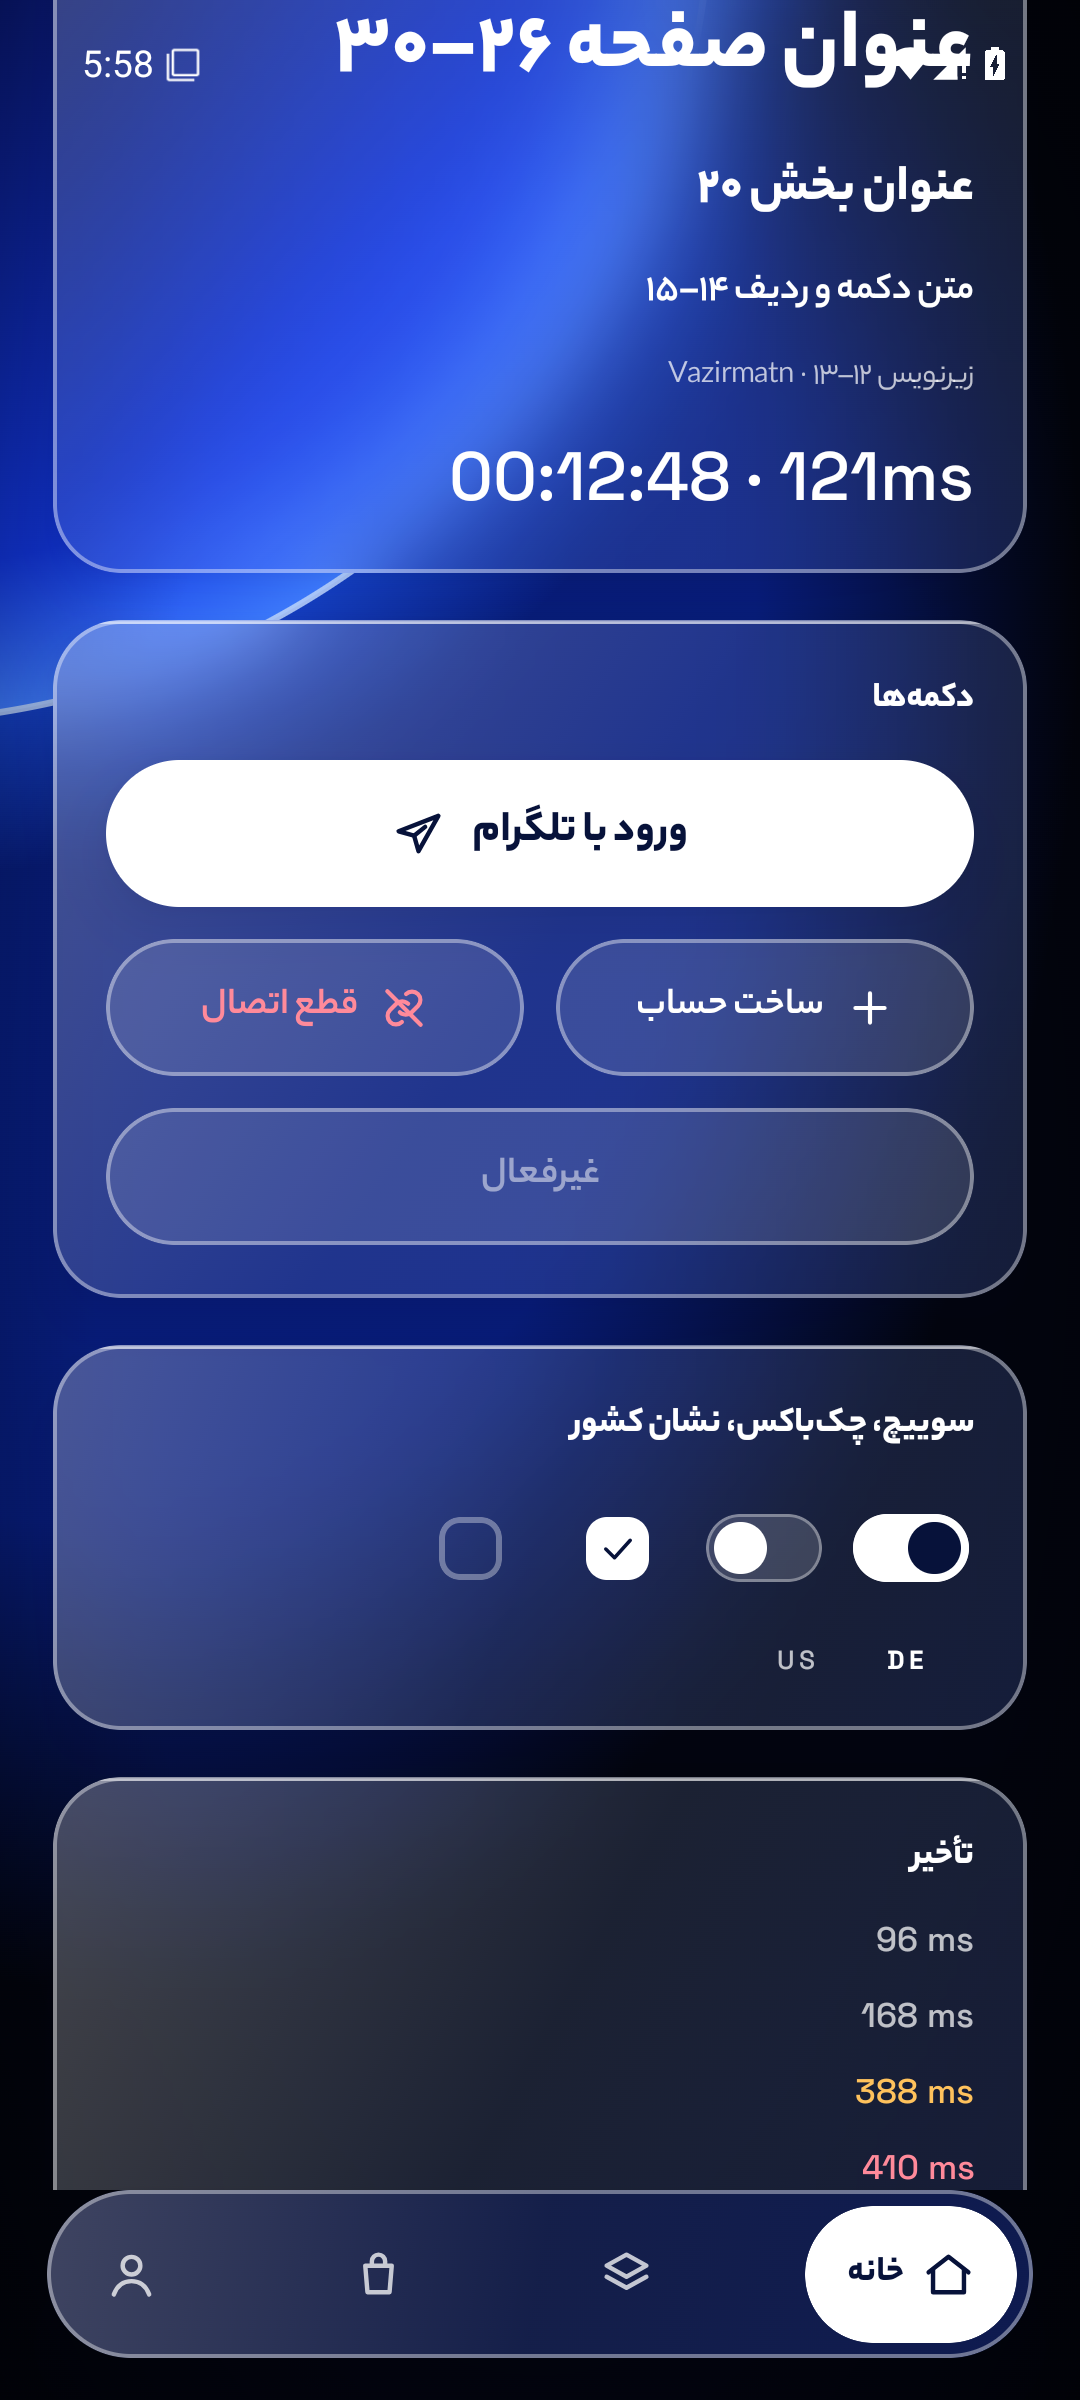 5:58
عنوان صفحه ۲۶–۳۰
عنوان بخش ۲۰
متن دکمه و ردیف ۱۴–۱۵
زیرنویس ۱۲–۱۳ · Vazirmatn
00:12:48 · 121ms
دکمه‌ها
ورود با تلگرام
ساخت حساب
قطع اتصال
غیرفعال
سوییچ، چک‌باکس، نشان کشور
DE US
تأخیر
96 ms
168 ms
388 ms
410 ms
خانه